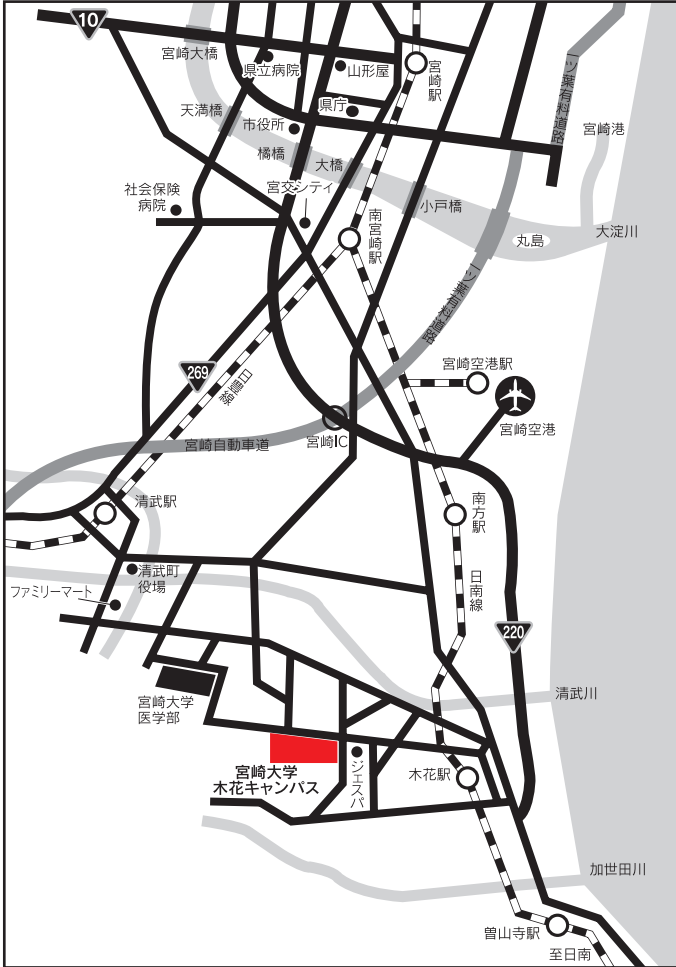 10
宮崎大橋
県立病院
山形屋
宮崎駅
一ツ葉有料道路
宮崎港
天満橋
市役所
県庁
橘橋
大橋
社会保険
病院
宮交シティ
小戸橋
南宮崎駅
丸島
大淀川
一ツ葉有料道路
269
日豊線
宮崎空港駅
宮崎空港
宮崎自動車道
宮崎IC
清武駅
南方駅
清武町
役場
ファミリーマート
日南線
220
宮崎大学
医学部
清武川
宮崎大学
木花キャンパス
ジェスパ
木花駅
加世田川
曽山寺駅
至日南